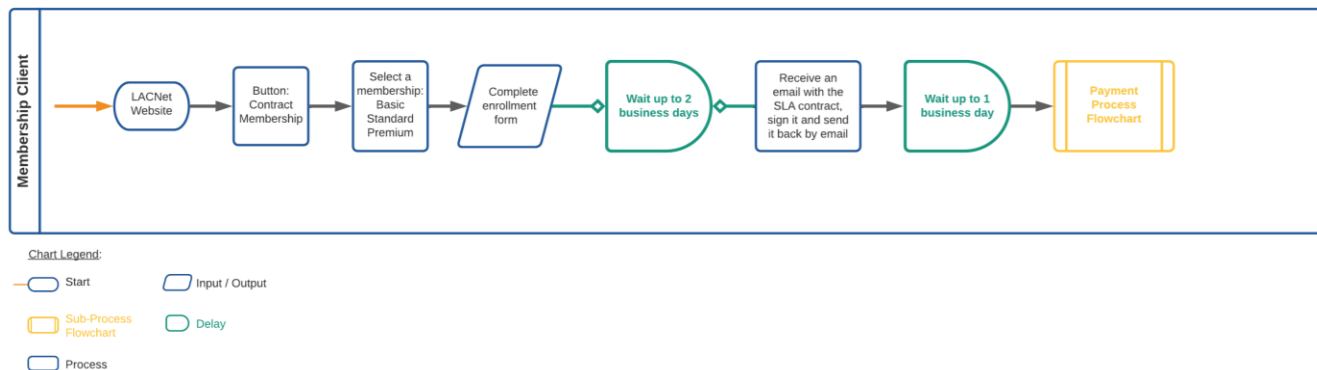 Membership Client
LACNet
Website
Button:
Contract
Membership
Select a
membership:
Basic
Standard
Premium
Complete
enrollment
form
Wait up to 2
business days
Receive an
email with the
SLA contract,
sign it and send
it back by email
Wait up to 1
business day
Payment
Process
Flowchart
Chart Legend:
Start
Input / Output
Sub-Process
Flowchart
Delay
Process